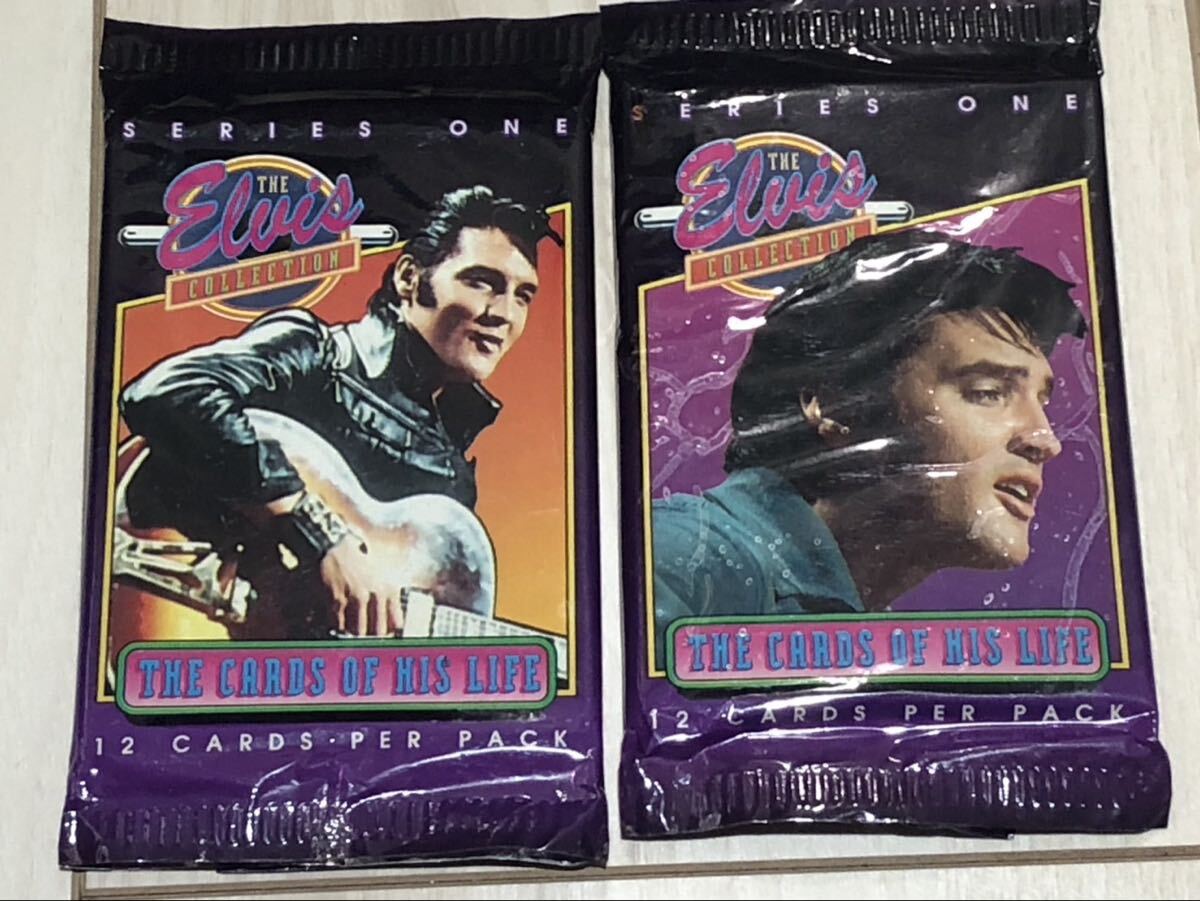 SERIES ONE
THE
Elvis
COLLECTION
THE CARDS OF HIS LIFE
12 CARDS · PER PACK
SERIES ONE
THE
Elvis
COLLECTION
THE CARDS OF HIS LIFE
12 CARDS PER PACK